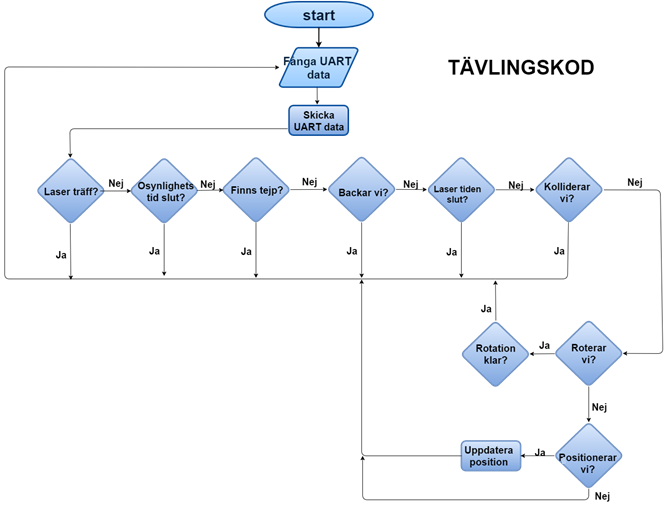 start
Fånga UART
data
TÄVLINGSKOD
Skicka
UART data
Laser träff?
Nej
Osynlighets
tid slut?
Nej
Finns tejp?
Nej
Backar vi?
Nej
Laser tiden
slut?
Nej
Kolliderar
vi?
Nej
Ja
Ja
Ja
Ja
Ja
Ja
Ja
Rotation
klar?
Ja
Roterar
vi?
Nej
Uppdatera
position
Ja
Positionerar
vi?
Nej